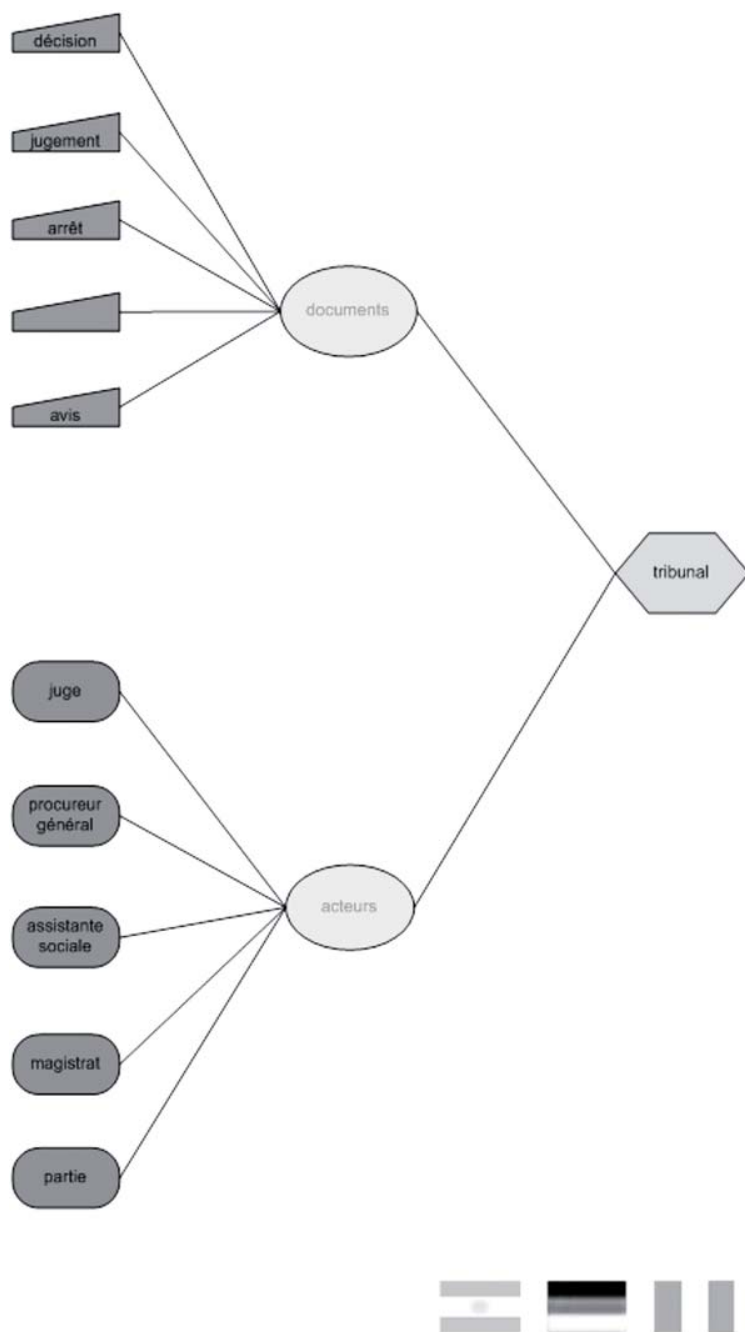 décision
jugement
arrêt
documents
avis
tribunal
juge
procureur
général
acteurs
assistante
sociale
magistrat
partie